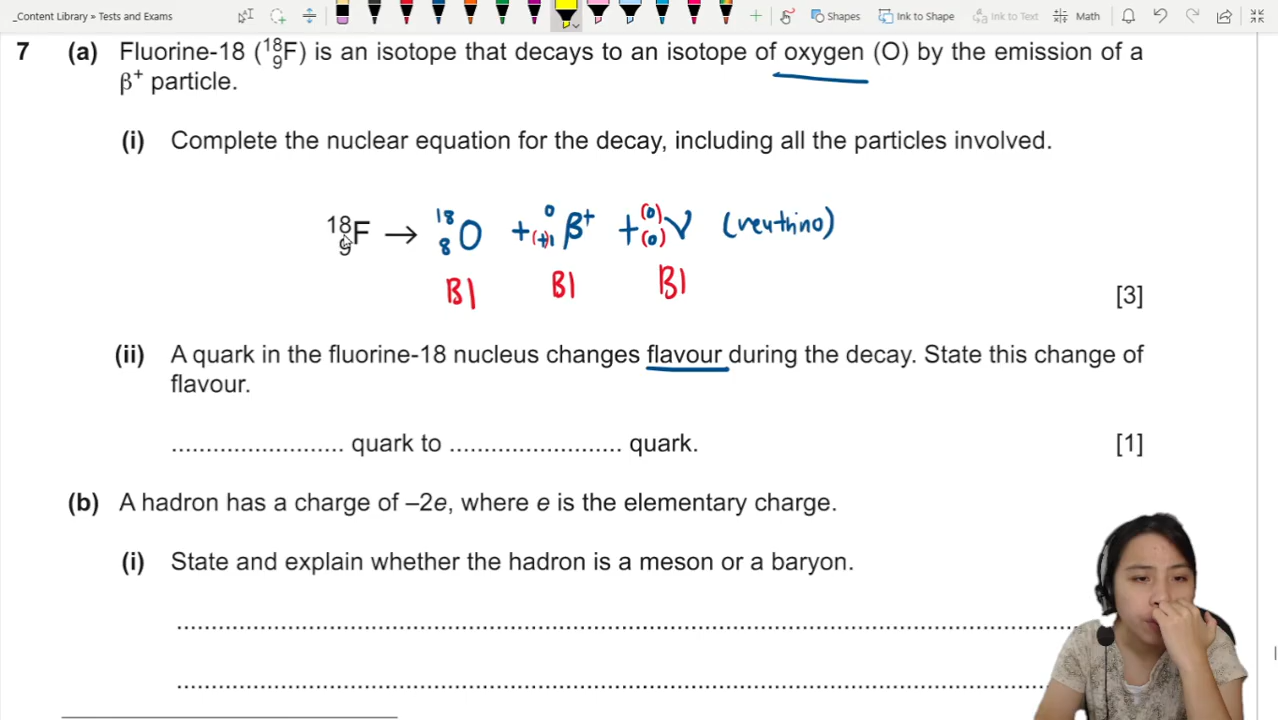 _Content Library » Tests and Exams
Shapes
Ink to Shape
Ink to Text
Math
7 (a) Fluorine-18 (¹⁸₉F) is an isotope that decays to an isotope of oxygen (O) by the emission of a
β⁺ particle.
(i) Complete the nuclear equation for the decay, including all the particles involved.
¹⁸₉F → ¹⁸₈O + ⁰₍₊₎₁β⁺ + ⁽⁰⁾₍₀₎ν (neutrino)
B1 B1 B1
[3]
(ii) A quark in the fluorine-18 nucleus changes flavour during the decay. State this change of
flavour.
.......................... quark to .......................... quark. [1]
(b) A hadron has a charge of –2e, where e is the elementary charge.
(i) State and explain whether the hadron is a meson or a baryon.